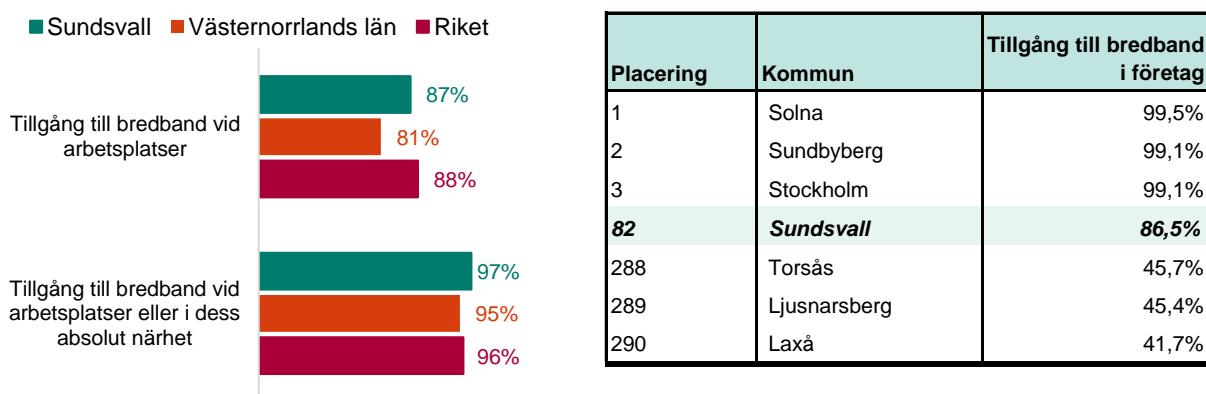 Sundsvall Västernorrlands län Riket
Tillgång till bredband vid
arbetsplatser
87%
81%
88%
Tillgång till bredband vid
arbetsplatser eller i dess
absolut närhet
97%
95%
96%
Placering Kommun Tillgång till bredband i företag
1 Solna 99,5%
2 Sundbyberg 99,1%
3 Stockholm 99,1%
82 Sundsvall 86,5%
288 Torsås 45,7%
289 Ljusnarsberg 45,4%
290 Laxå 41,7%